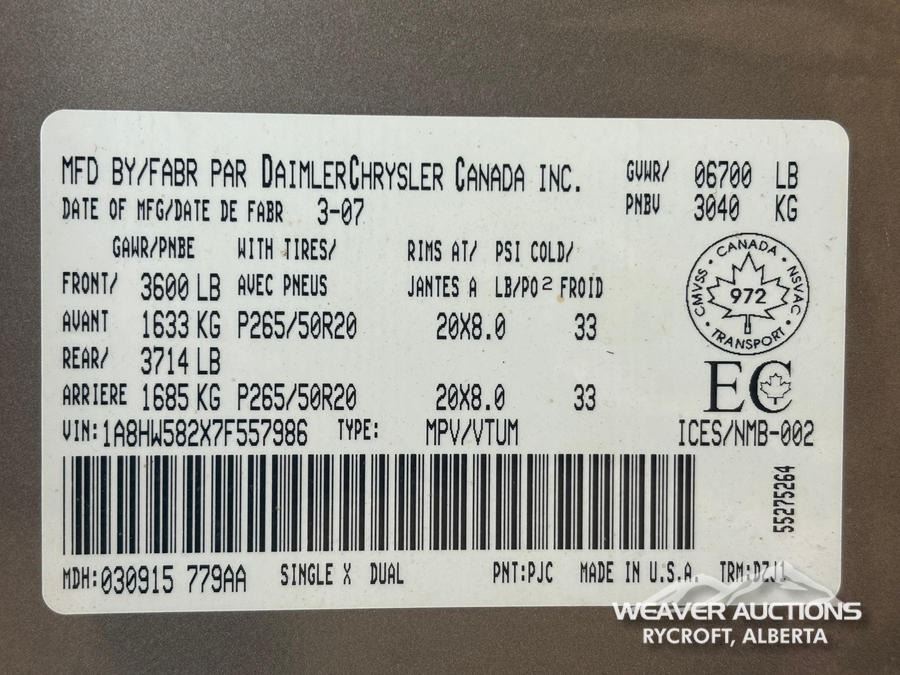 MFD BY/FABR PAR DAIMLERCHRYSLER CANADA INC.
GVWR/ 06700 LB
DATE OF MFG/DATE DE FABR 3-07
PNBV 3040 KG
GAWR/PNBE WITH TIRES/ RIMS AT/ PSI COLD/
FRONT/ 3600 LB AVEC PNEUS JANTES A LB/PO2 FROID
AVANT 1633 KG P265/50R20 20X8.0 33
REAR/ 3714 LB
ARRIERE 1685 KG P265/50R20 20X8.0 33
CANADA
CMVSS · NSVAC
972
TRANSPORT
EC
VIN: 1A8HW582X7F557986 TYPE: MPV/VTUM ICES/NMB-002
55275264
MDH: 030915 779AA SINGLE X DUAL PNT:PJC MADE IN U.S.A. TRM:DZJ1
WEAVER AUCTIONS
RYCROFT, ALBERTA